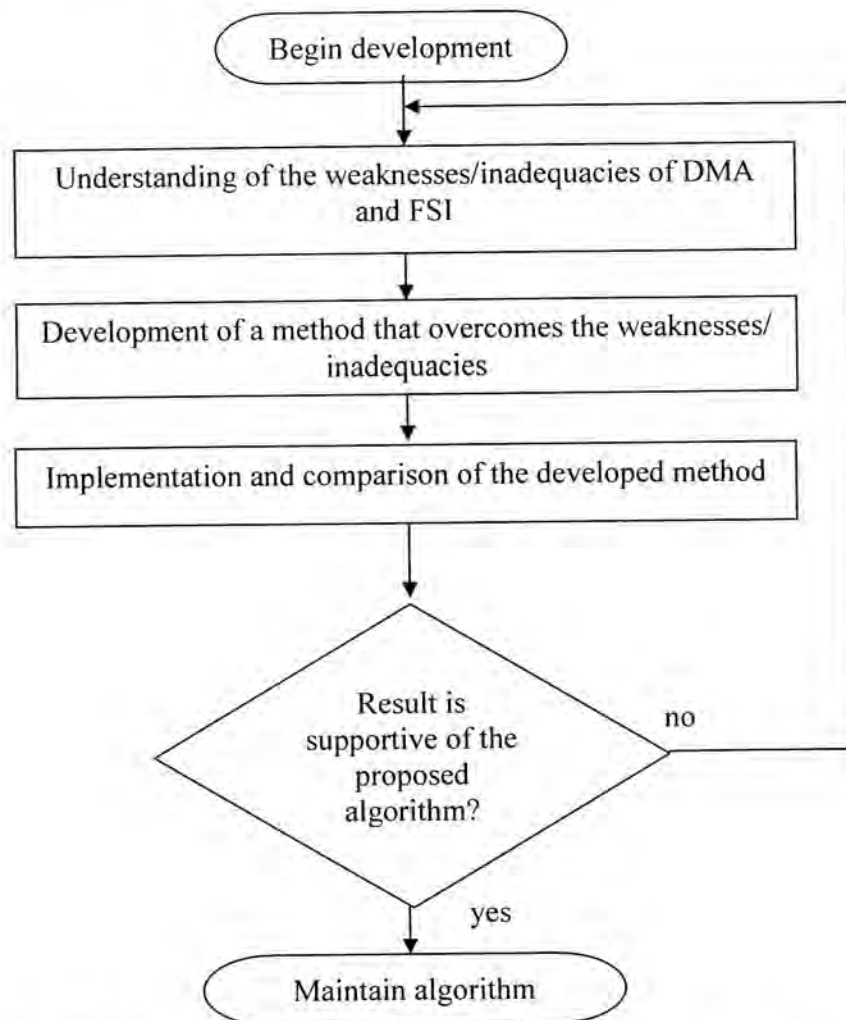 Begin development
Understanding of the weaknesses/inadequacies of DMA
and FSI
Development of a method that overcomes the weaknesses/
inadequacies
Implementation and comparison of the developed method
Result is
supportive of the
proposed
algorithm?
no
yes
Maintain algorithm